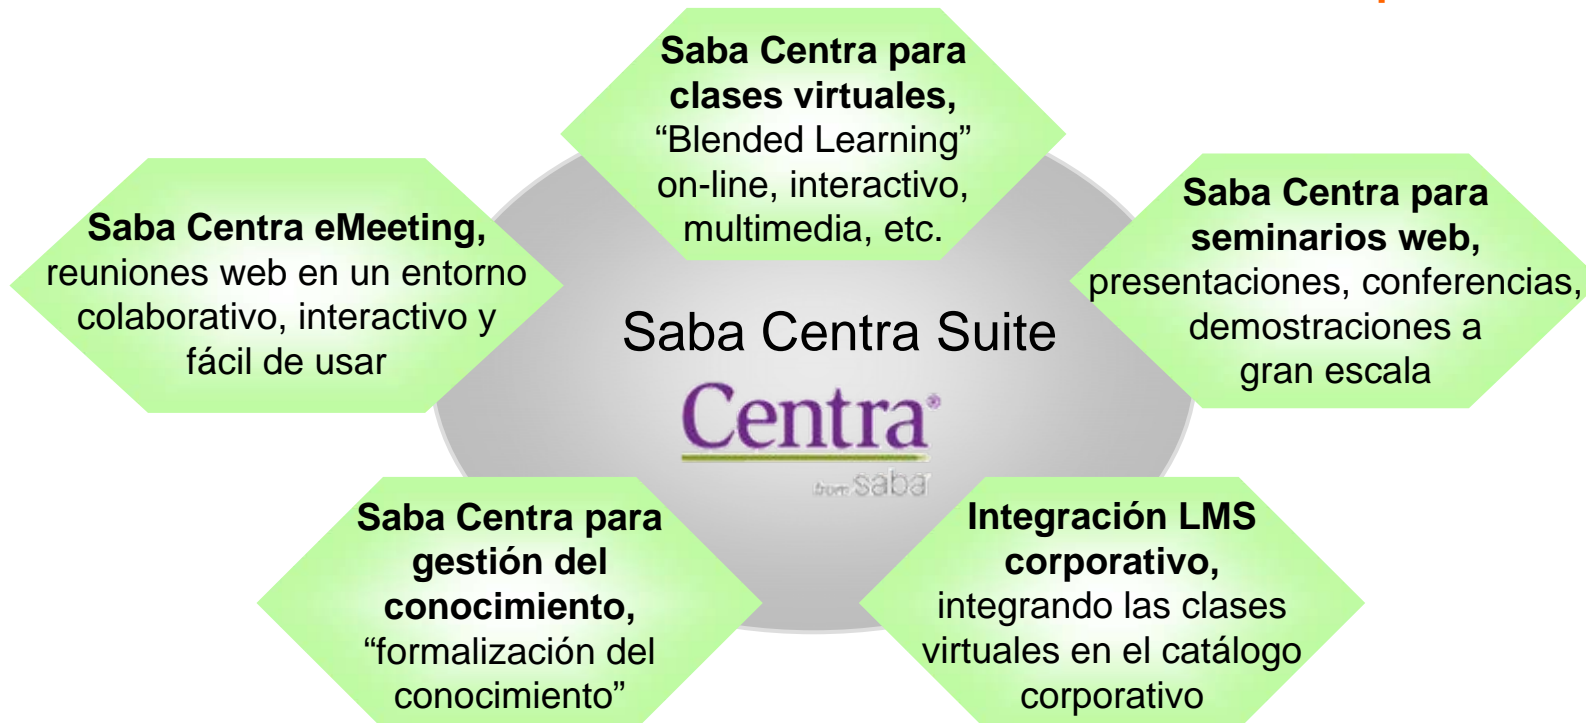 Saba Centra para
clases virtuales,
“Blended Learning”
on-line, interactivo,
multimedia, etc.
Saba Centra eMeeting,
reuniones web en un entorno
colaborativo, interactivo y
fácil de usar
Saba Centra para
seminarios web,
presentaciones, conferencias,
demostraciones a
gran escala
Saba Centra Suite
Centra®
from saba
Saba Centra para
gestión del
conocimiento,
“formalización del
conocimiento”
Integración LMS
corporativo,
integrando las clases
virtuales en el catálogo
corporativo